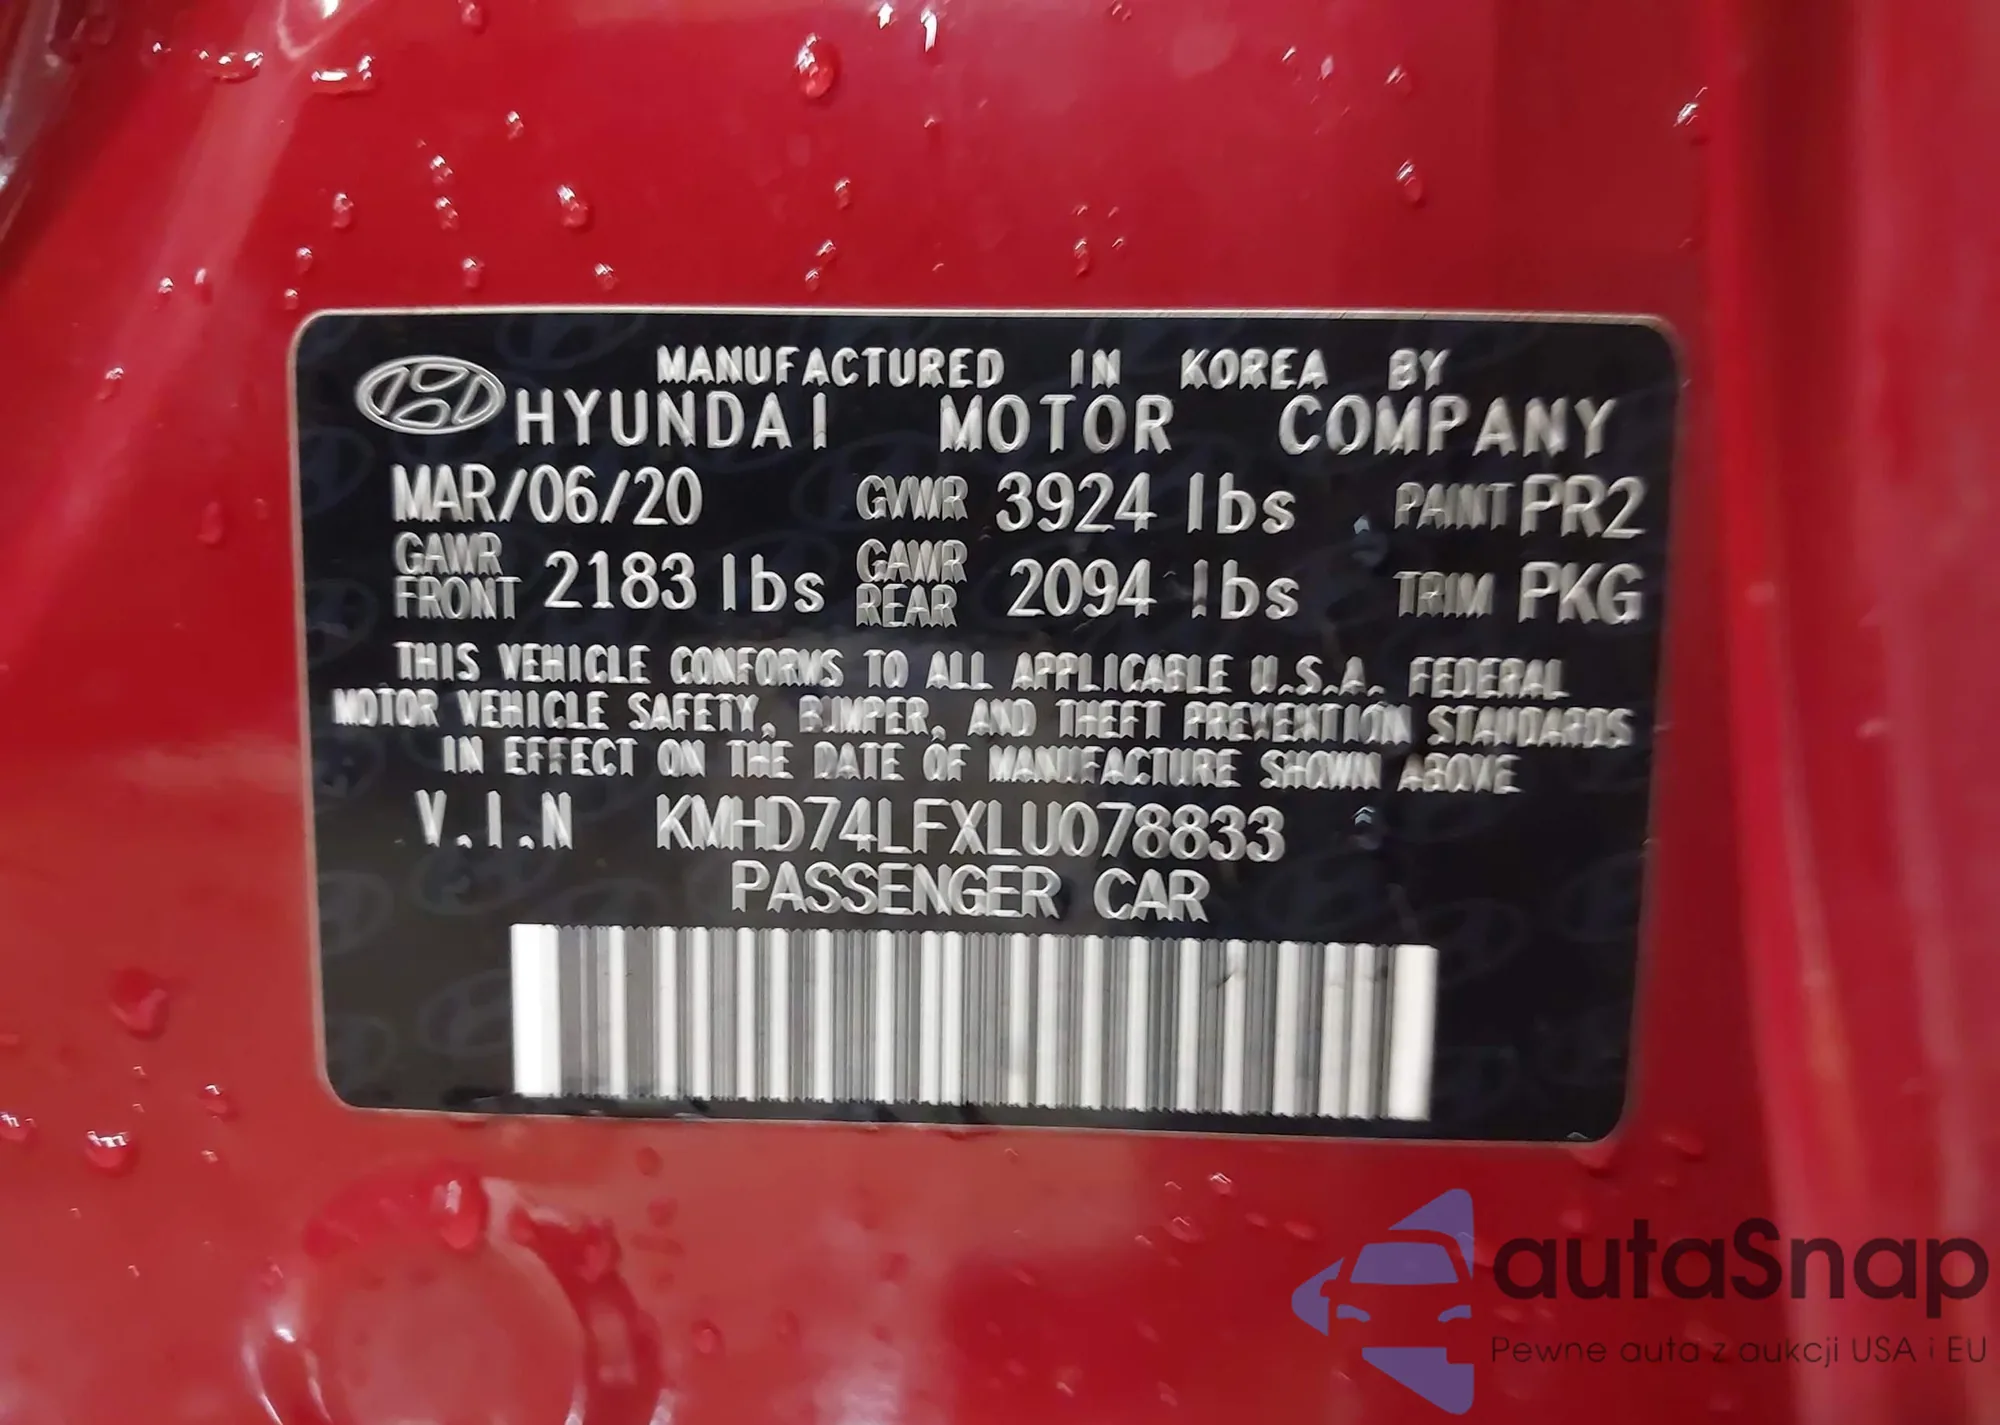 MANUFACTURED IN KOREA BY
HYUNDAI MOTOR COMPANY
MAR/06/20 GVWR 3924 lbs PAINT PR2
GAWR FRONT 2183 lbs GAWR REAR 2094 lbs TRIM PKG
THIS VEHICLE CONFORMS TO ALL APPLICABLE U.S.A. FEDERAL
MOTOR VEHICLE SAFETY, BUMPER, AND THEFT PREVENTION STANDARDS
IN EFFECT ON THE DATE OF MANUFACTURE SHOWN ABOVE
V.I.N KMHD74LFXLU078833
PASSENGER CAR
autaSnap
Pewne auta z aukcji USA i EU